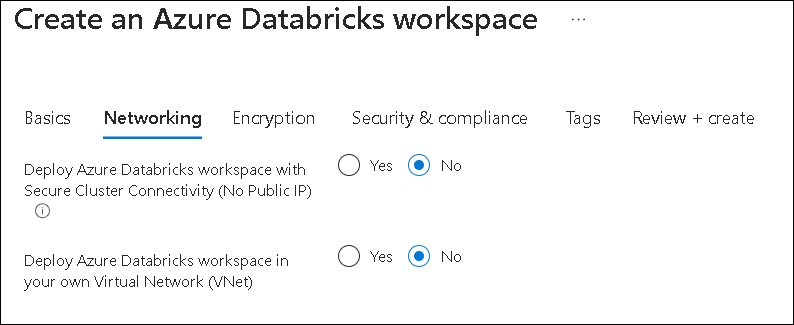 Create an Azure Databricks workspace ...
Basics Networking Encryption Security & compliance Tags Review + create
Deploy Azure Databricks workspace with Yes No
Secure Cluster Connectivity (No Public IP)
Deploy Azure Databricks workspace in Yes No
your own Virtual Network (VNet)